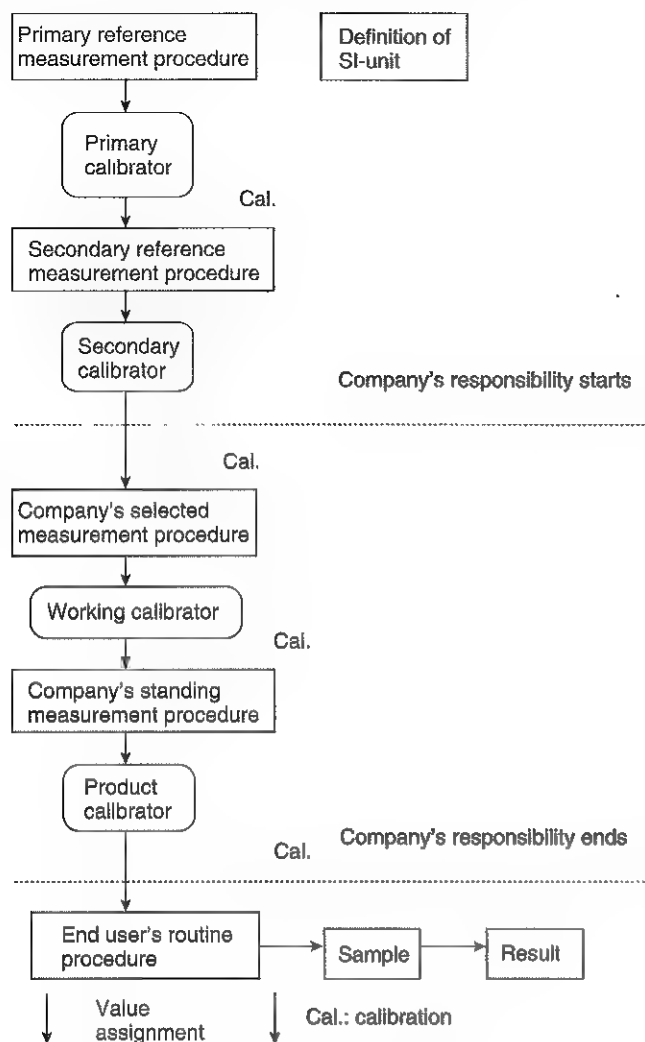 Primary reference
measurement procedure
Definition of
SI-unit
Primary
calibrator
Cal.
Secondary reference
measurement procedure
Secondary
calibrator
Company's responsibility starts
Cal.
Company's selected
measurement procedure
Working calibrator
Cal.
Company's standing
measurement procedure
Product
calibrator
Cal.
Company's responsibility ends
End user's routine
procedure
Sample
Result
Value
assignment
Cal.: calibration